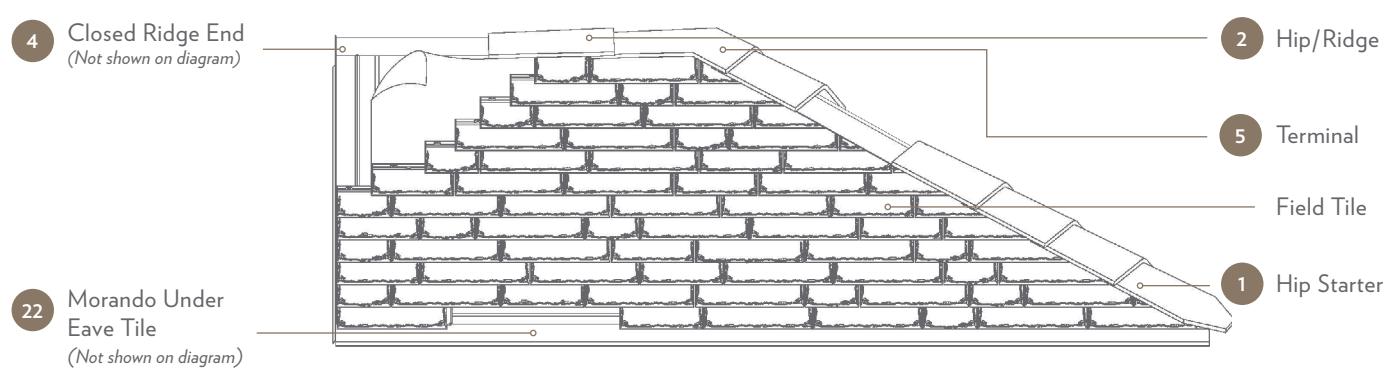 4 Closed Ridge End
(Not shown on diagram)
2 Hip/Ridge
5 Terminal
Field Tile
1 Hip Starter
22 Morando Under
Eave Tile
(Not shown on diagram)